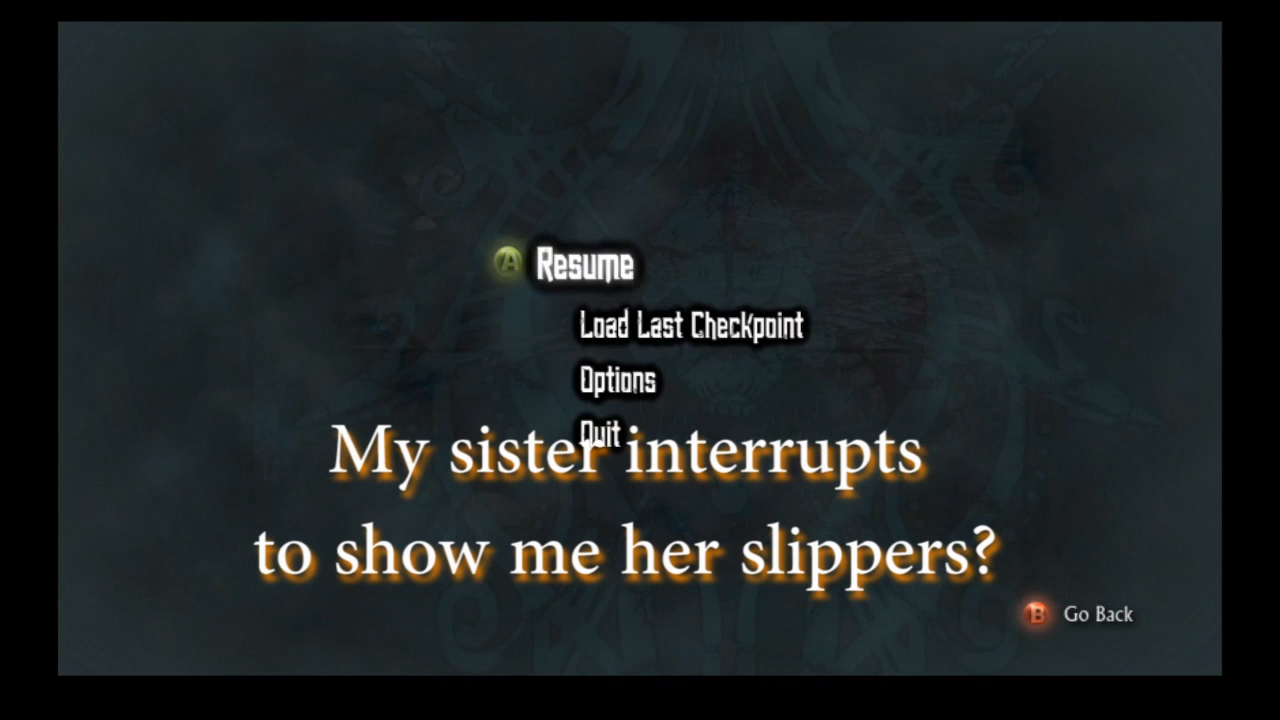 A Resume
Load Last Checkpoint
Options
Quit
My sister interrupts
to show me her slippers?
B Go Back